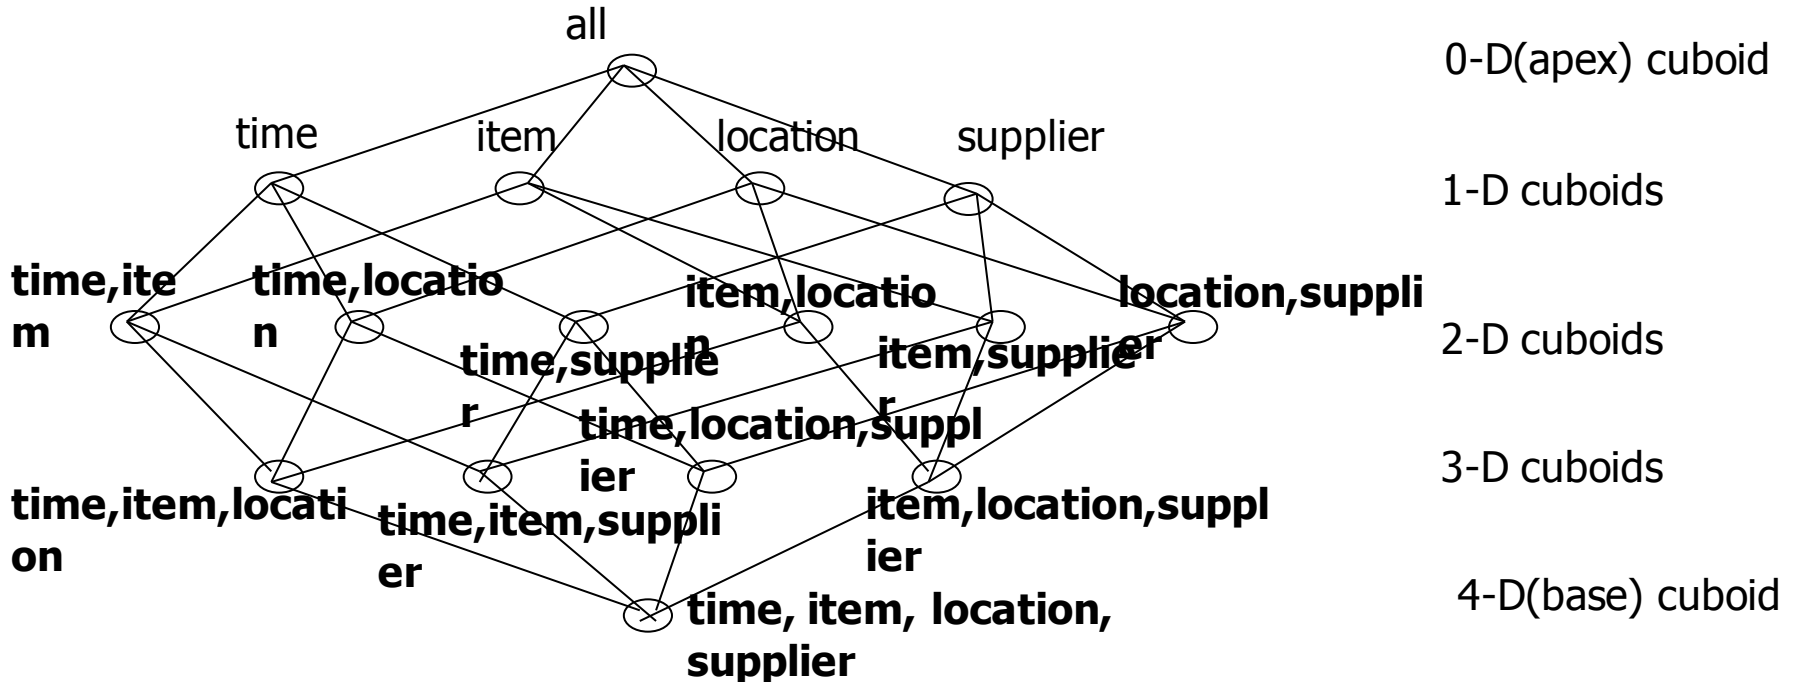 all
0-D(apex) cuboid
time
item
location
supplier
1-D cuboids
time,ite
m
time,locatio
n
item,locatio
n
location,suppli
er
2-D cuboids
time,supplie
r
item,supplie
r
time,location,suppl
ier
3-D cuboids
time,item,locati
on
time,item,suppli
er
item,location,suppl
ier
4-D(base) cuboid
time, item, location,
supplier